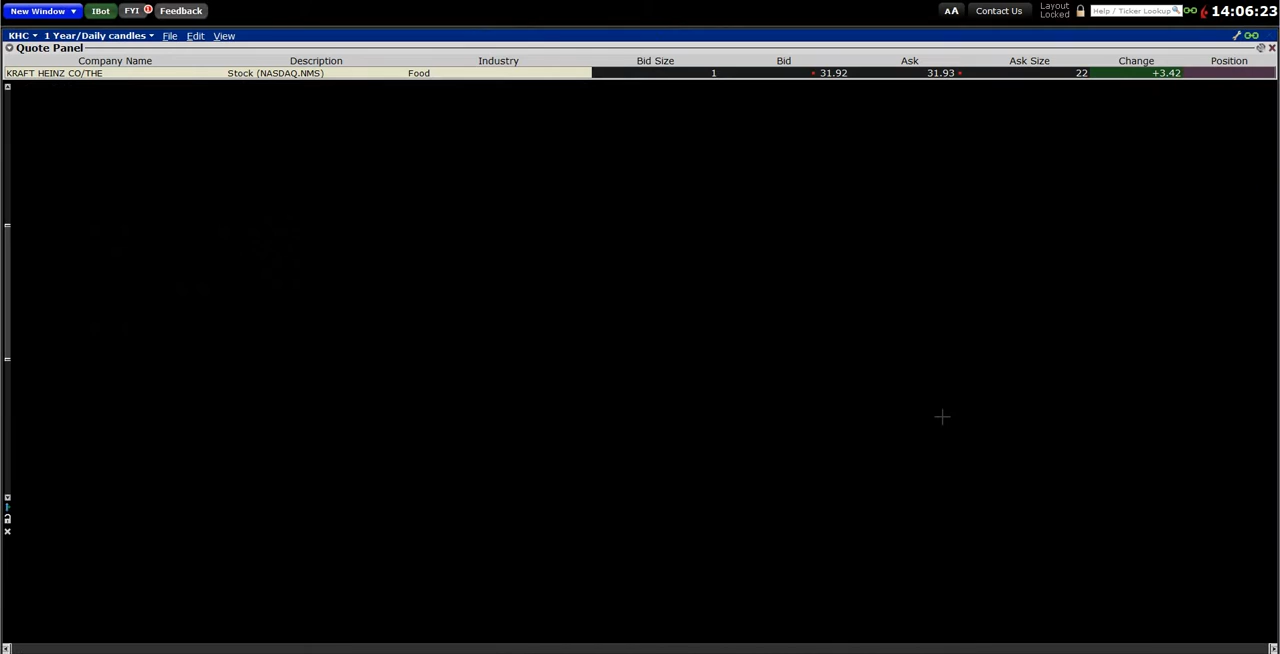 New Window IBot FYI 1 Feedback AA Contact Us Layout Locked Help / Ticker Lookup 14:06:23
KHC 1 Year/Daily candles File Edit View
Quote Panel
Company Name Description Industry Bid Size Bid Ask Ask Size Change Position
KRAFT HEINZ CO/THE Stock (NASDAQ.NMS) Food 1 31.92 31.93 22 +3.42